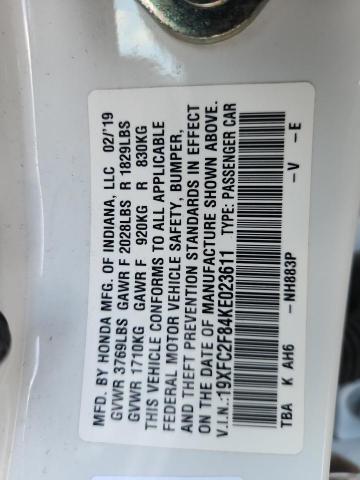 MFD. BY HONDA MFG. OF INDIANA, LLC 02/'19
GVWR 3769LBS GAWR F 2028LBS R 1829LBS
GVWR 1710KG GAWR F 920KG R 830KG
THIS VEHICLE CONFORMS TO ALL APPLICABLE
FEDERAL MOTOR VEHICLE SAFETY, BUMPER,
AND THEFT PREVENTION STANDARDS IN EFFECT
ON THE DATE OF MANUFACTURE SHOWN ABOVE.
V.I.N.:19XFC2F84KE023611 TYPE: PASSENGER CAR
TBA K AH6 -V -E
-NH883P